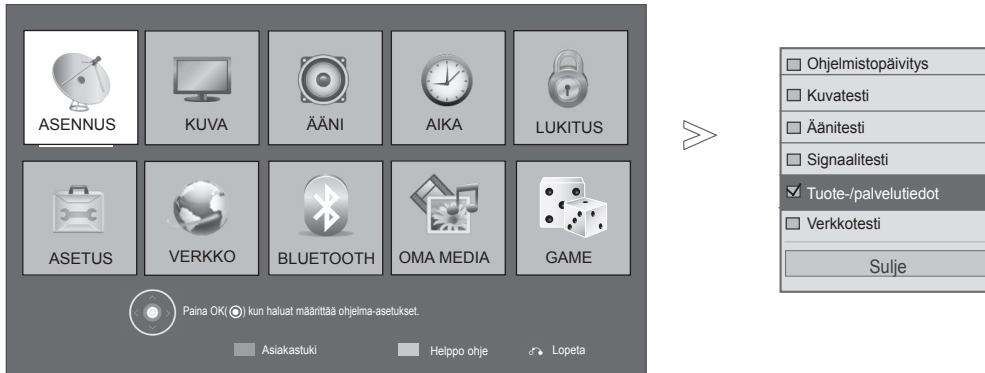 ASENNUS
KUVA
ÄÄNI
AIKA
LUKITUS
ASETUS
VERKKO
BLUETOOTH
OMA MEDIA
GAME
Paina OK( ) kun haluat määrittää ohjelma-asetukset.
Asiakastuki
Helppo ohje
Lopeta
Ohjelmistopäivitys
Kuvatesti
Äänitesti
Signaalitesti
Tuote-/palvelutiedot
Verkkotesti
Sulje